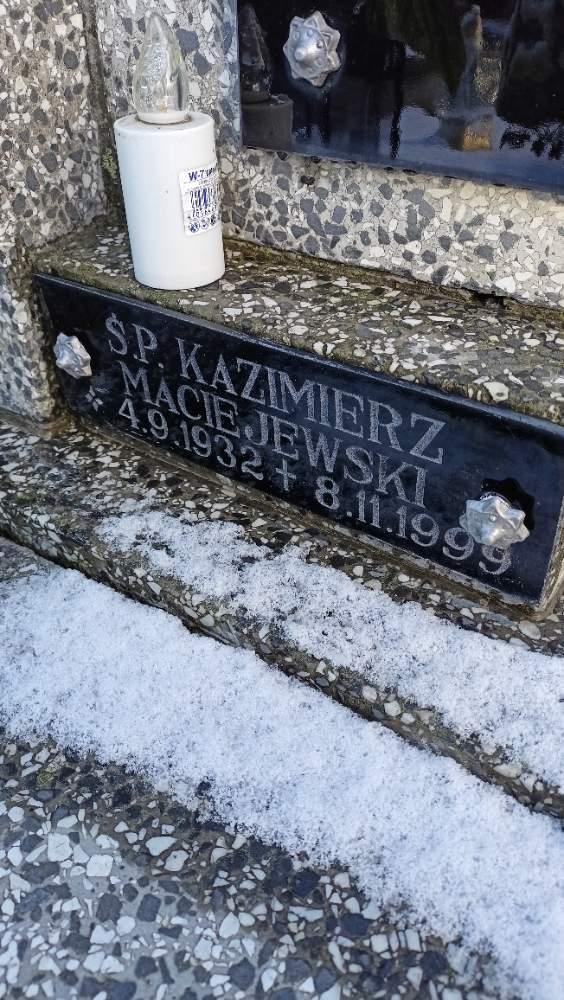 ŚP. KAZIMIERZ
MACIEJEWSKI
4.9.1932 + 8.11.1999